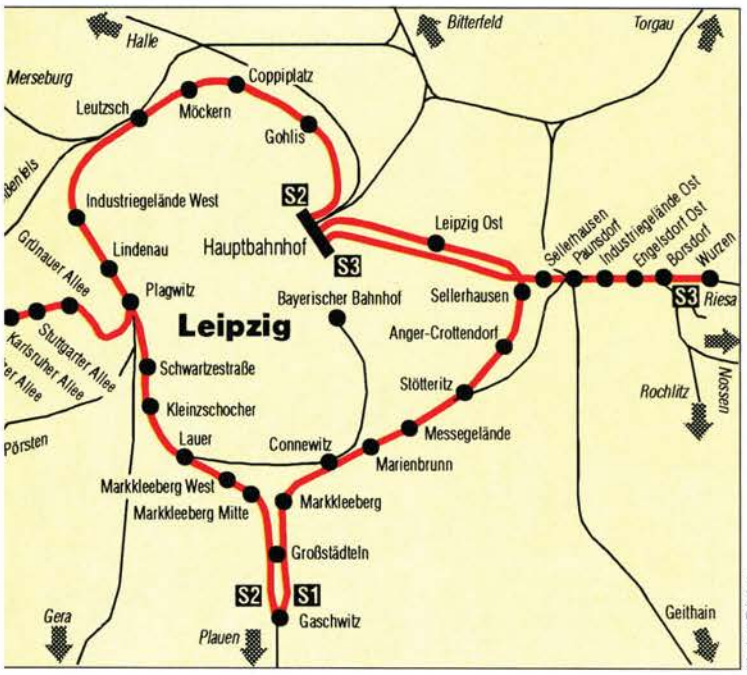 Halle
Bitterfeld
Torgau
Merseburg
Coppiplatz
Leutzsch
Möckern
Gohlis
S2
Industriegelände West
Hauptbahnhof
Leipzig Ost
Sellerhausen
Paunsdorf
Industriegelände Ost
Engelsdorf Ost
Borsdorf
Wurzen
Grünauer Allee
Lindenau
S3
Sellerhausen
S3
Riesa
Plagwitz
Bayerischer Bahnhof
Leipzig
Anger-Crottendorf
Stuttgarter Allee
Karlsruher Allee
Allee
Schwartzestraße
Stötteritz
Rochlitz
Nossen
Kleinzschocher
Pörsten
Lauer
Connewitz
Messegelände
Marienbrunn
Markkleeberg West
Markkleeberg Mitte
Markkleeberg
Großstädteln
S2
S1
Gaschwitz
Gera
Plauen
Geithain